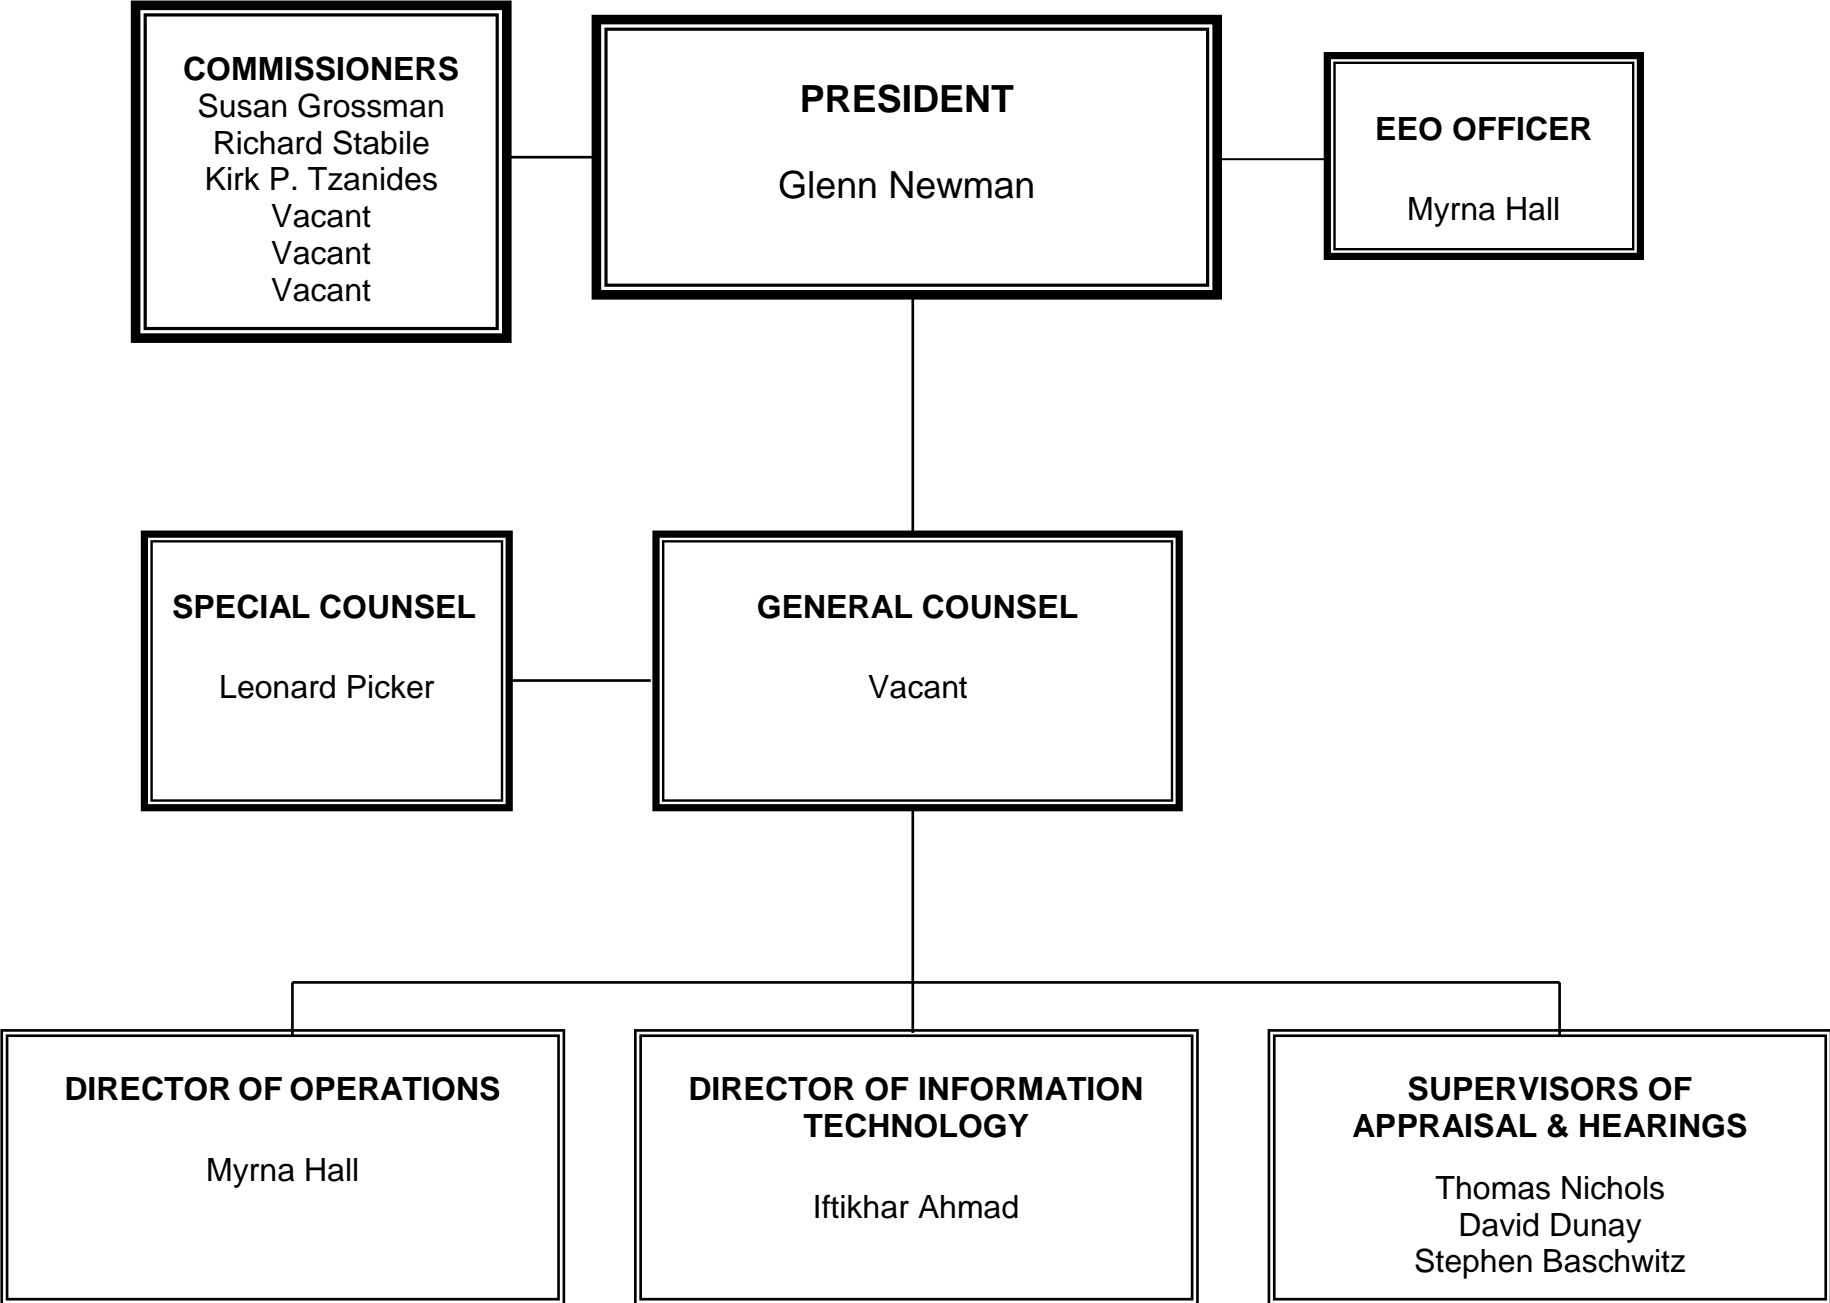 COMMISSIONERS
Susan Grossman
Richard Stabile
Kirk P. Tzanides
Vacant
Vacant
Vacant
PRESIDENT
Glenn Newman
EEO OFFICER
Myrna Hall
SPECIAL COUNSEL
Leonard Picker
GENERAL COUNSEL
Vacant
DIRECTOR OF OPERATIONS
Myrna Hall
DIRECTOR OF INFORMATION
TECHNOLOGY
Iftikhar Ahmad
SUPERVISORS OF
APPRAISAL & HEARINGS
Thomas Nichols
David Dunay
Stephen Baschwitz